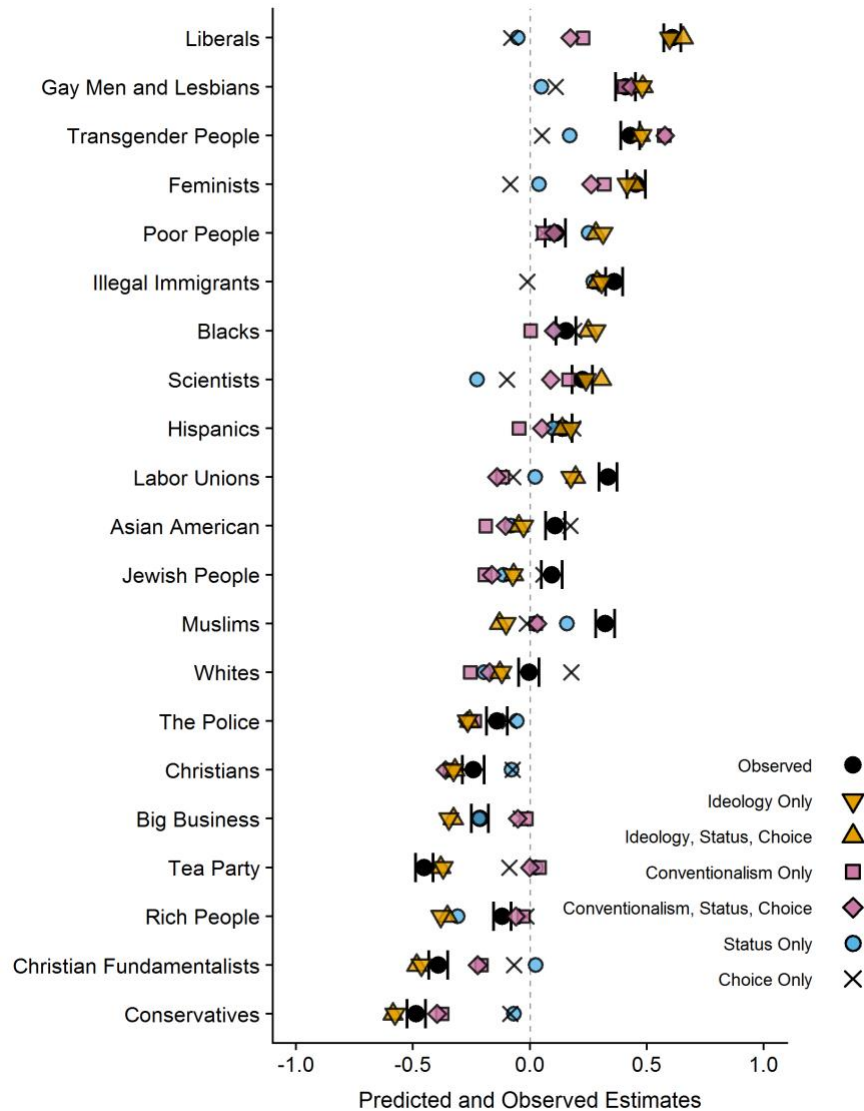 Liberals
Gay Men and Lesbians
Transgender People
Feminists
Poor People
Illegal Immigrants
Blacks
Scientists
Hispanics
Labor Unions
Asian American
Jewish People
Muslims
Whites
The Police
Christians
Big Business
Tea Party
Rich People
Christian Fundamentalists
Conservatives
Observed
Ideology Only
Ideology, Status, Choice
Conventionalism Only
Conventionalism, Status, Choice
Status Only
Choice Only
-1.0 -0.5 0.0 0.5 1.0
Predicted and Observed Estimates